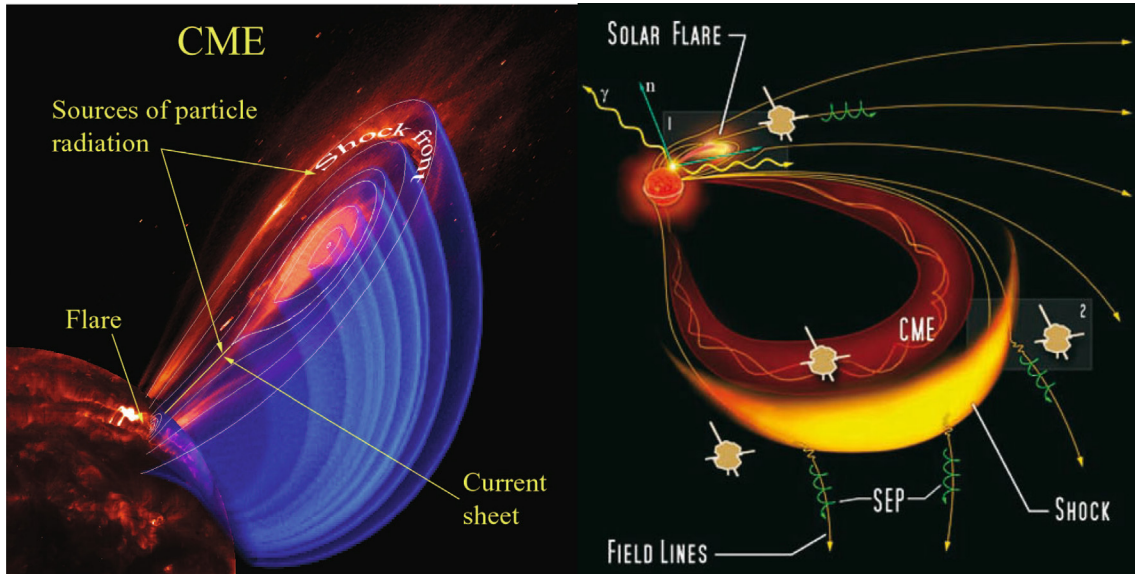 CME
Sources of particle
radiation
Shock front
Flare
Current
sheet
SOLAR FLARE
γ
n
1
CME
2
SEP
SHOCK
FIELD LINES